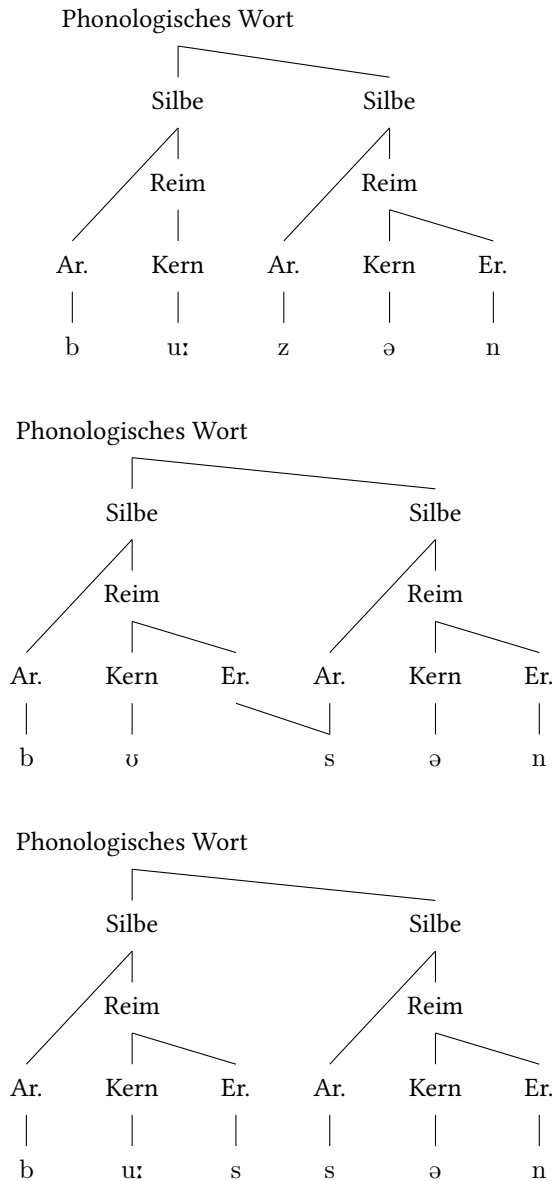 Phonologisches Wort
Silbe Silbe
Reim Reim
Ar. Kern Ar. Kern Er.
b uː z ə n
Phonologisches Wort
Silbe Silbe
Reim Reim
Ar. Kern Er. Ar. Kern Er.
b ʊ s ə n
Phonologisches Wort
Silbe Silbe
Reim Reim
Ar. Kern Er. Ar. Kern Er.
b uː s s ə n